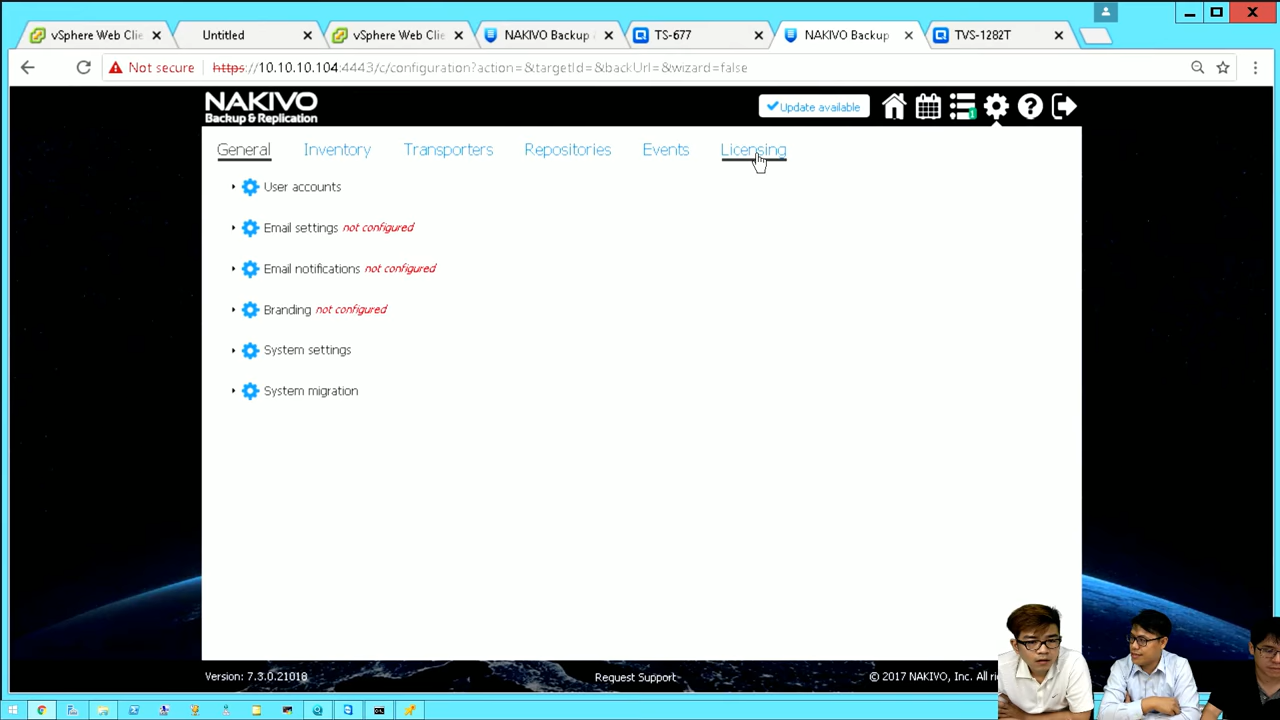 vSphere Web Clie
Untitled
vSphere Web Clie
NAKIVO Backup &
TS-677
NAKIVO Backup
TVS-1282T
Not secure
https://10.10.10.104:4443/c/configuration?action=&targetId=&backUrl=&wizard=false
NAKIVO
Backup & Replication
Update available
1
?
General
Inventory
Transporters
Repositories
Events
Licensing
User accounts
Email settings not configured
Email notifications not configured
Branding not configured
System settings
System migration
Version: 7.3.0.21018
Request Support
© 2017 NAKIVO, Inc. All ri